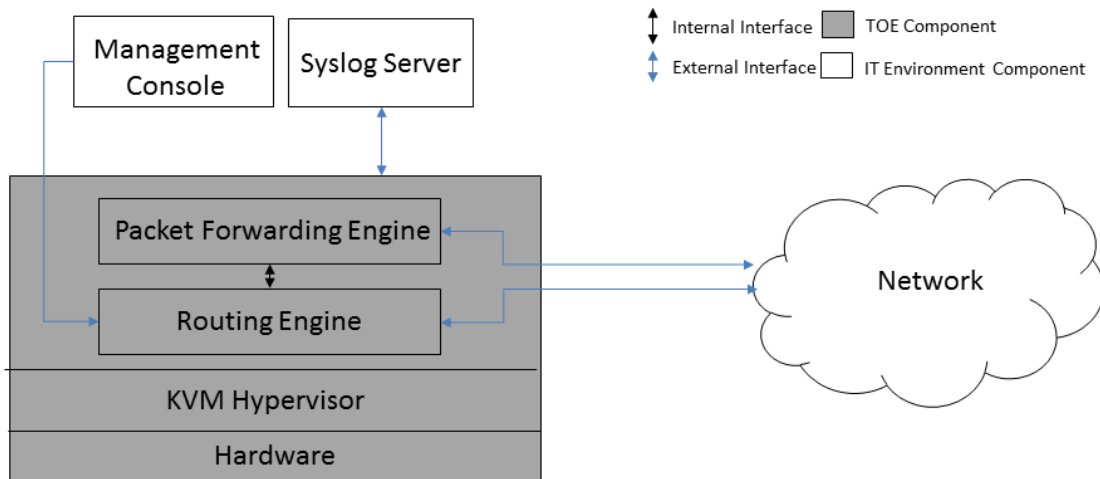 Management
Console
Syslog Server
Internal Interface
TOE Component
External Interface
IT Environment Component
Packet Forwarding Engine
Routing Engine
KVM Hypervisor
Hardware
Network